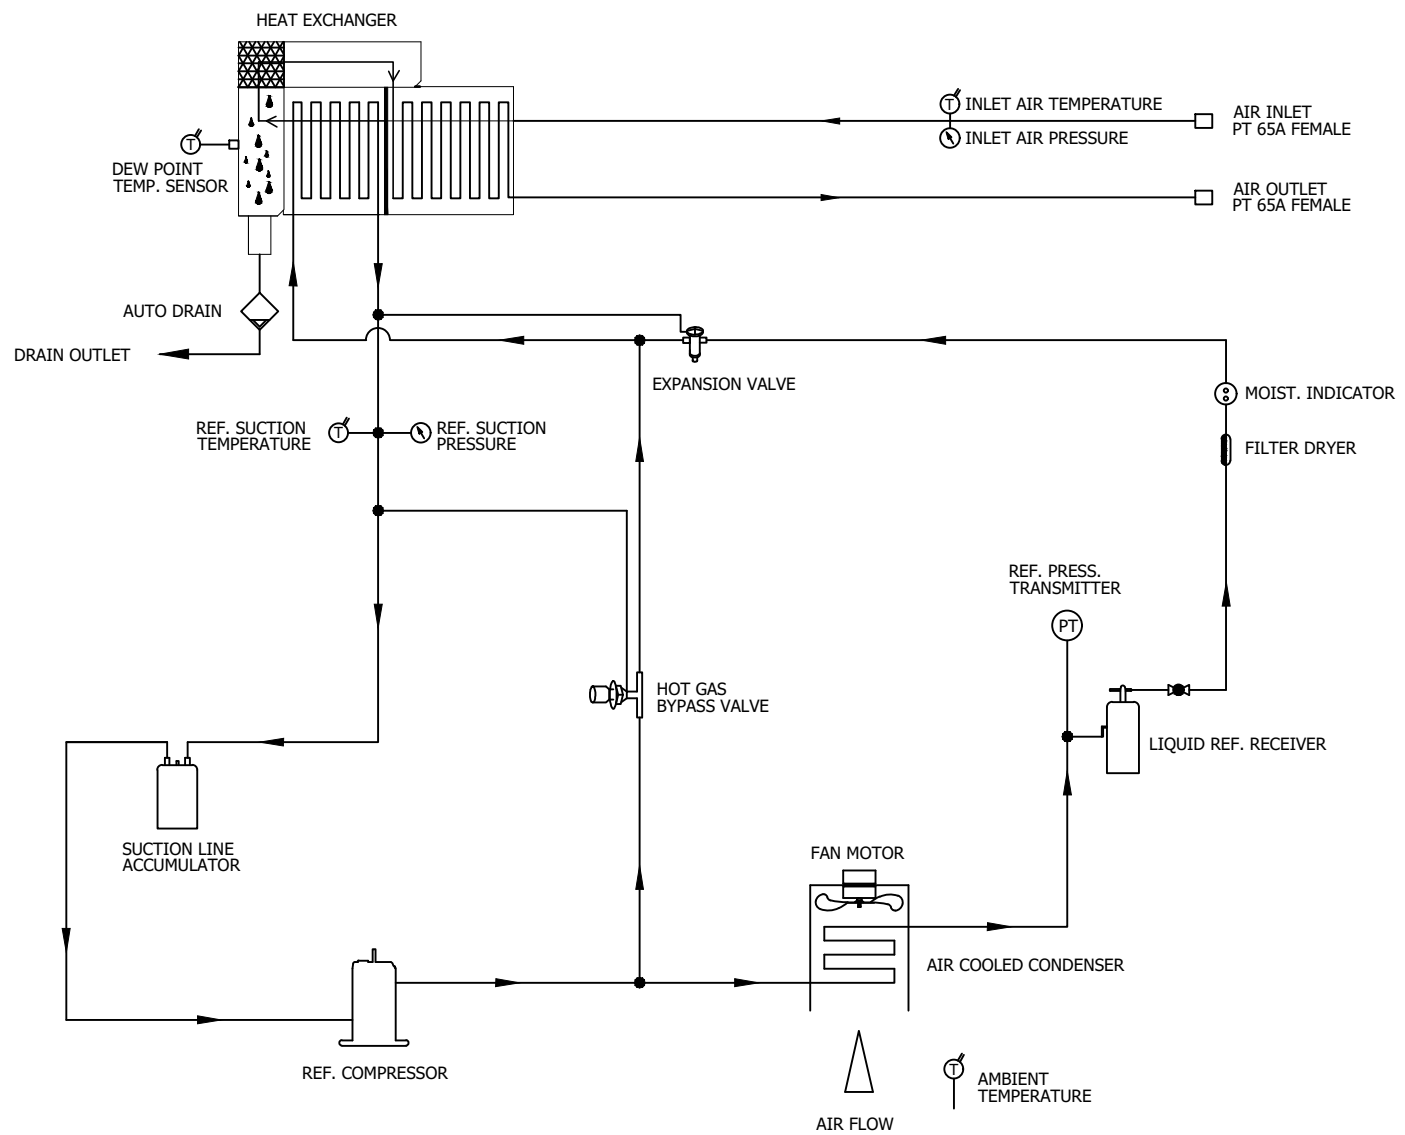 HEAT EXCHANGER
T
INLET AIR TEMPERATURE
INLET AIR PRESSURE
AIR INLET
PT 65A FEMALE
T
DEW POINT
TEMP. SENSOR
AIR OUTLET
PT 65A FEMALE
AUTO DRAIN
DRAIN OUTLET
EXPANSION VALVE
MOIST. INDICATOR
REF. SUCTION
TEMPERATURE
T
REF. SUCTION
PRESSURE
FILTER DRYER
REF. PRESS.
TRANSMITTER
PT
HOT GAS
BYPASS VALVE
LIQUID REF. RECEIVER
SUCTION LINE
ACCUMULATOR
FAN MOTOR
AIR COOLED CONDENSER
REF. COMPRESSOR
T
AMBIENT
TEMPERATURE
AIR FLOW